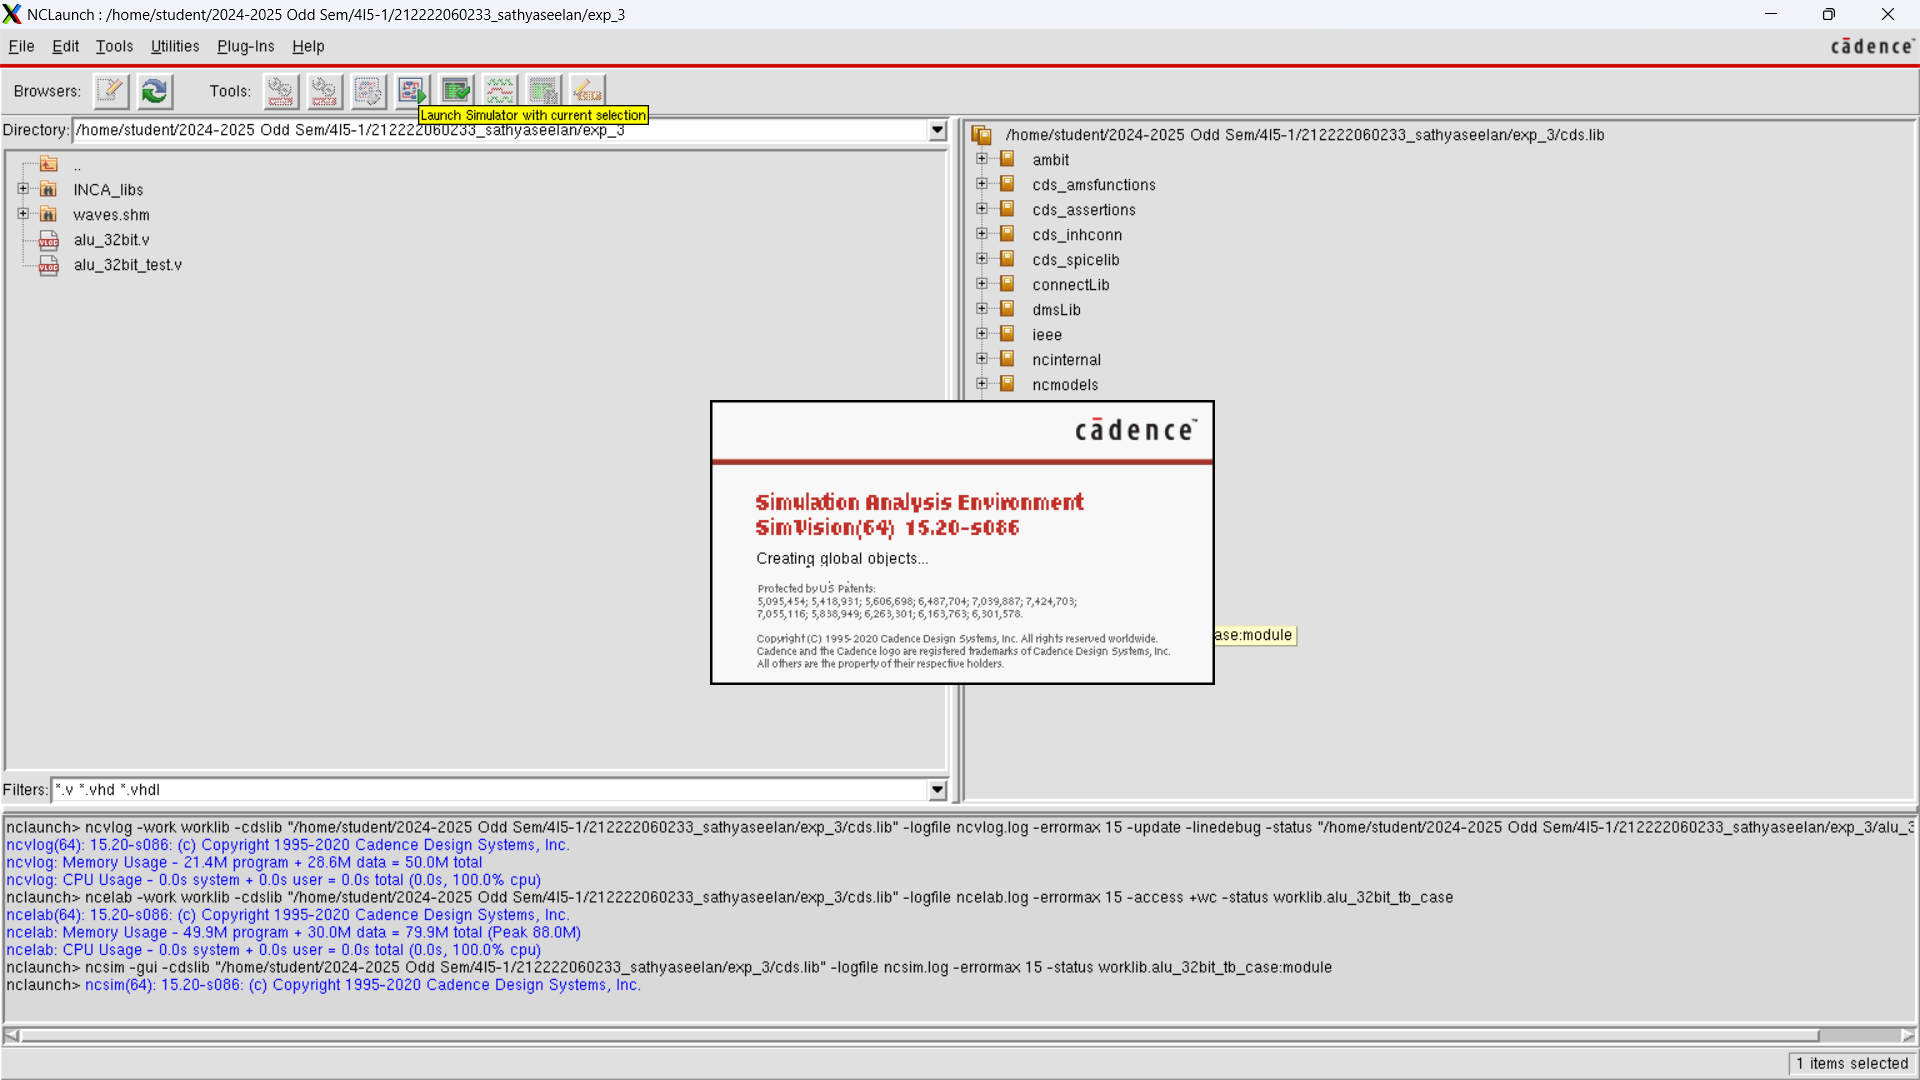 NCLaunch : /home/student/2024-2025 Odd Sem/4I5-1/212222060233_sathyaseelan/exp_3
File Edit Tools Utilities Plug-Ins Help
cādence™
Browsers: Tools:
Launch Simulator with current selection
Directory: /home/student/2024-2025 Odd Sem/4I5-1/212222060233_sathyaseelan/exp_3
..
INCA_libs
waves.shm
alu_32bit.v
alu_32bit_test.v
/home/student/2024-2025 Odd Sem/4I5-1/212222060233_sathyaseelan/exp_3/cds.lib
ambit
cds_amsfunctions
cds_assertions
cds_inhconn
cds_spicelib
connectLib
dmsLib
ieee
ncinternal
ncmodels
cādence™
Simulation Analysis Environment
SimVision(64) 15.20-s086
Creating global objects...
Protected by US Patents:
5,095,454; 5,418,931; 5,606,698; 6,487,704; 7,039,887; 7,424,703;
7,055,116; 5,838,949; 6,263,301; 6,163,763; 6,301,578.
Copyright (C) 1995-2020 Cadence Design Systems, Inc. All rights reserved worldwide.
Cadence and the Cadence logo are registered trademarks of Cadence Design Systems, Inc.
All others are the property of their respective holders.
ase:module
Filters: *.v *.vhd *.vhdl
nclaunch> ncvlog -work worklib -cdslib "/home/student/2024-2025 Odd Sem/4I5-1/212222060233_sathyaseelan/exp_3/cds.lib" -logfile ncvlog.log -errormax 15 -update -linedebug -status "/home/student/2024-2025 Odd Sem/4I5-1/212222060233_sathyaseelan/exp_3/alu_3
ncvlog(64): 15.20-s086: (c) Copyright 1995-2020 Cadence Design Systems, Inc.
ncvlog: Memory Usage - 21.4M program + 28.6M data = 50.0M total
ncvlog: CPU Usage - 0.0s system + 0.0s user = 0.0s total (0.0s, 100.0% cpu)
nclaunch> ncelab -work worklib -cdslib "/home/student/2024-2025 Odd Sem/4I5-1/212222060233_sathyaseelan/exp_3/cds.lib" -logfile ncelab.log -errormax 15 -access +wc -status worklib.alu_32bit_tb_case
ncelab(64): 15.20-s086: (c) Copyright 1995-2020 Cadence Design Systems, Inc.
ncelab: Memory Usage - 49.9M program + 30.0M data = 79.9M total (Peak 88.0M)
ncelab: CPU Usage - 0.0s system + 0.0s user = 0.0s total (0.0s, 100.0% cpu)
nclaunch> ncsim -gui -cdslib "/home/student/2024-2025 Odd Sem/4I5-1/212222060233_sathyaseelan/exp_3/cds.lib" -logfile ncsim.log -errormax 15 -status worklib.alu_32bit_tb_case:module
nclaunch> ncsim(64): 15.20-s086: (c) Copyright 1995-2020 Cadence Design Systems, Inc.
1 items selected